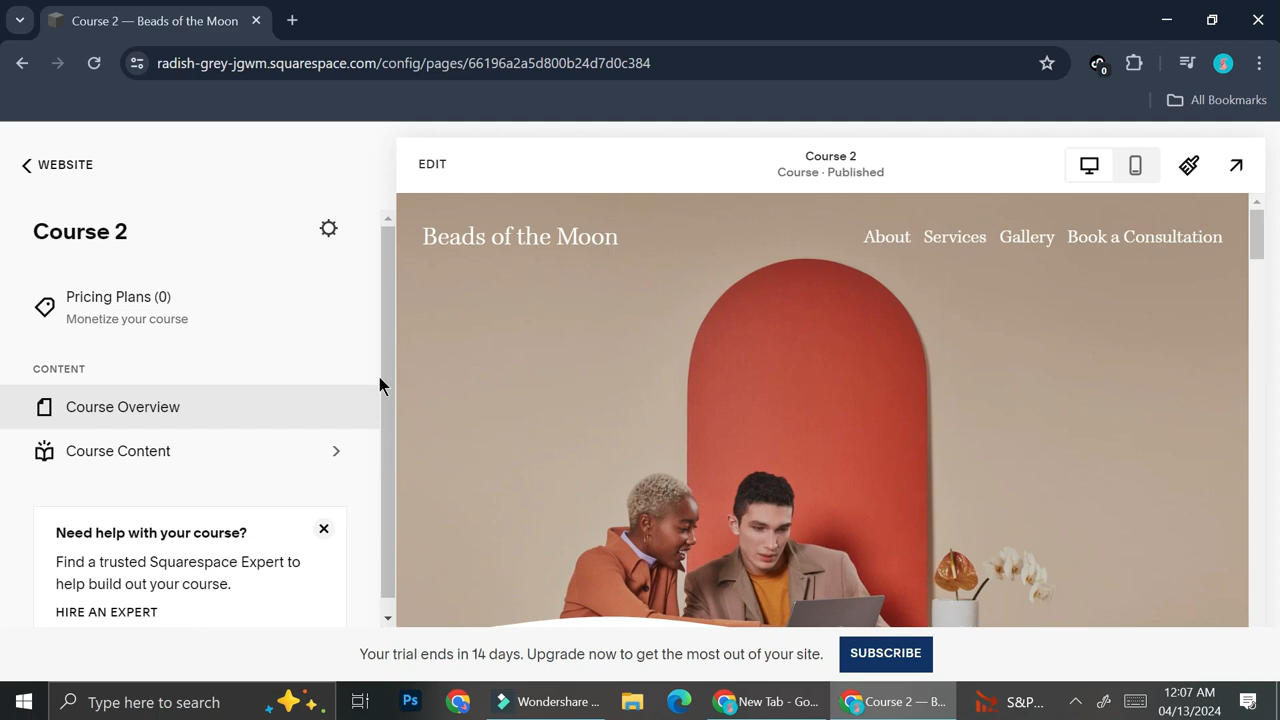 Course 2 — Beads of the Moon
radish-grey-jgwm.squarespace.com/config/pages/66196a2a5d800b24d7d0c384
0
All Bookmarks
WEBSITE
EDIT
Course 2
Course · Published
Course 2
Beads of the Moon
About Services Gallery Book a Consultation
Pricing Plans (0)
Monetize your course
CONTENT
Course Overview
Course Content
Need help with your course?
Find a trusted Squarespace Expert to
help build out your course.
HIRE AN EXPERT
Your trial ends in 14 days. Upgrade now to get the most out of your site.
SUBSCRIBE
Type here to search
Ps
Wondershare ...
New Tab - Go...
Course 2 — B...
S&P...
12:07 AM
04/13/2024